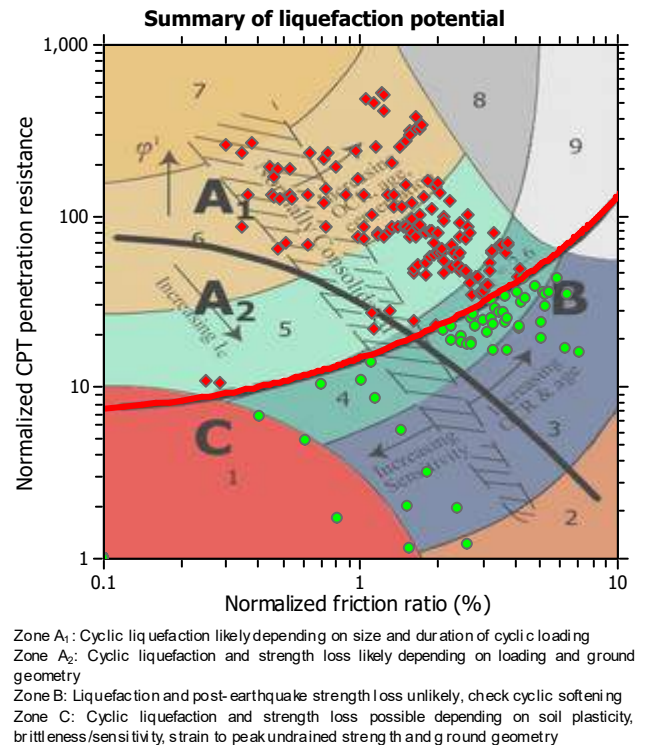 Summary of liquefaction potential
1,000
100
10
1
Normalized CPT penetration resistance
7
8
9
φ'
A1
6
A2
Increasing Ic
5
B
4
C
Increasing
OCR & age
Increasing
Sensitivity
3
1
2
0.1
1
10
Normalized friction ratio (%)
Zone A1: Cyclic liquefaction likely depending on size and duration of cyclic loading
Zone A2: Cyclic liquefaction and strength loss likely depending on loading and ground
geometry
Zone B: Liquefaction and post-earthquake strength loss unlikely, check cyclic softening
Zone C: Cyclic liquefaction and strength loss possible depending on soil plasticity,
brittleness/sensitivity, strain to peak undrained strength and ground geometry